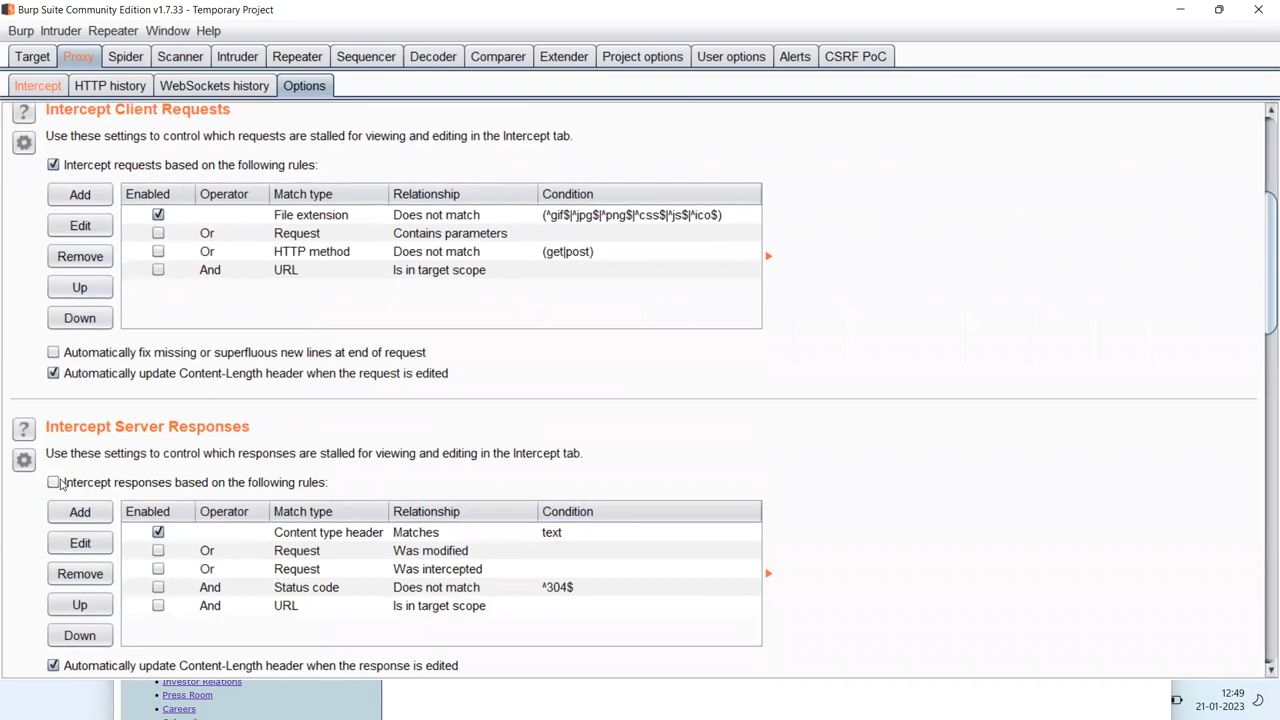 Burp Suite Community Edition v1.7.33 - Temporary Project
Burp Intruder Repeater Window Help
Target Proxy Spider Scanner Intruder Repeater Sequencer Decoder Comparer Extender Project options User options Alerts CSRF PoC
Intercept HTTP history WebSockets history Options
? Intercept Client Requests
Use these settings to control which requests are stalled for viewing and editing in the Intercept tab.
Intercept requests based on the following rules:
Add Enabled Operator Match type Relationship Condition
File extension Does not match (^gif$|^jpg$|^png$|^css$|^js$|^ico$)
Edit Or Request Contains parameters
Remove Or HTTP method Does not match (get|post)
And URL Is in target scope
Up
Down
Automatically fix missing or superfluous new lines at end of request
Automatically update Content-Length header when the request is edited
? Intercept Server Responses
Use these settings to control which responses are stalled for viewing and editing in the Intercept tab.
Intercept responses based on the following rules:
Add Enabled Operator Match type Relationship Condition
Content type header Matches text
Edit Or Request Was modified
Remove Or Request Was intercepted
And Status code Does not match ^304$
Up And URL Is in target scope
Down
Automatically update Content-Length header when the response is edited
Investor Relations
Press Room
Careers
12:49
21-01-2023